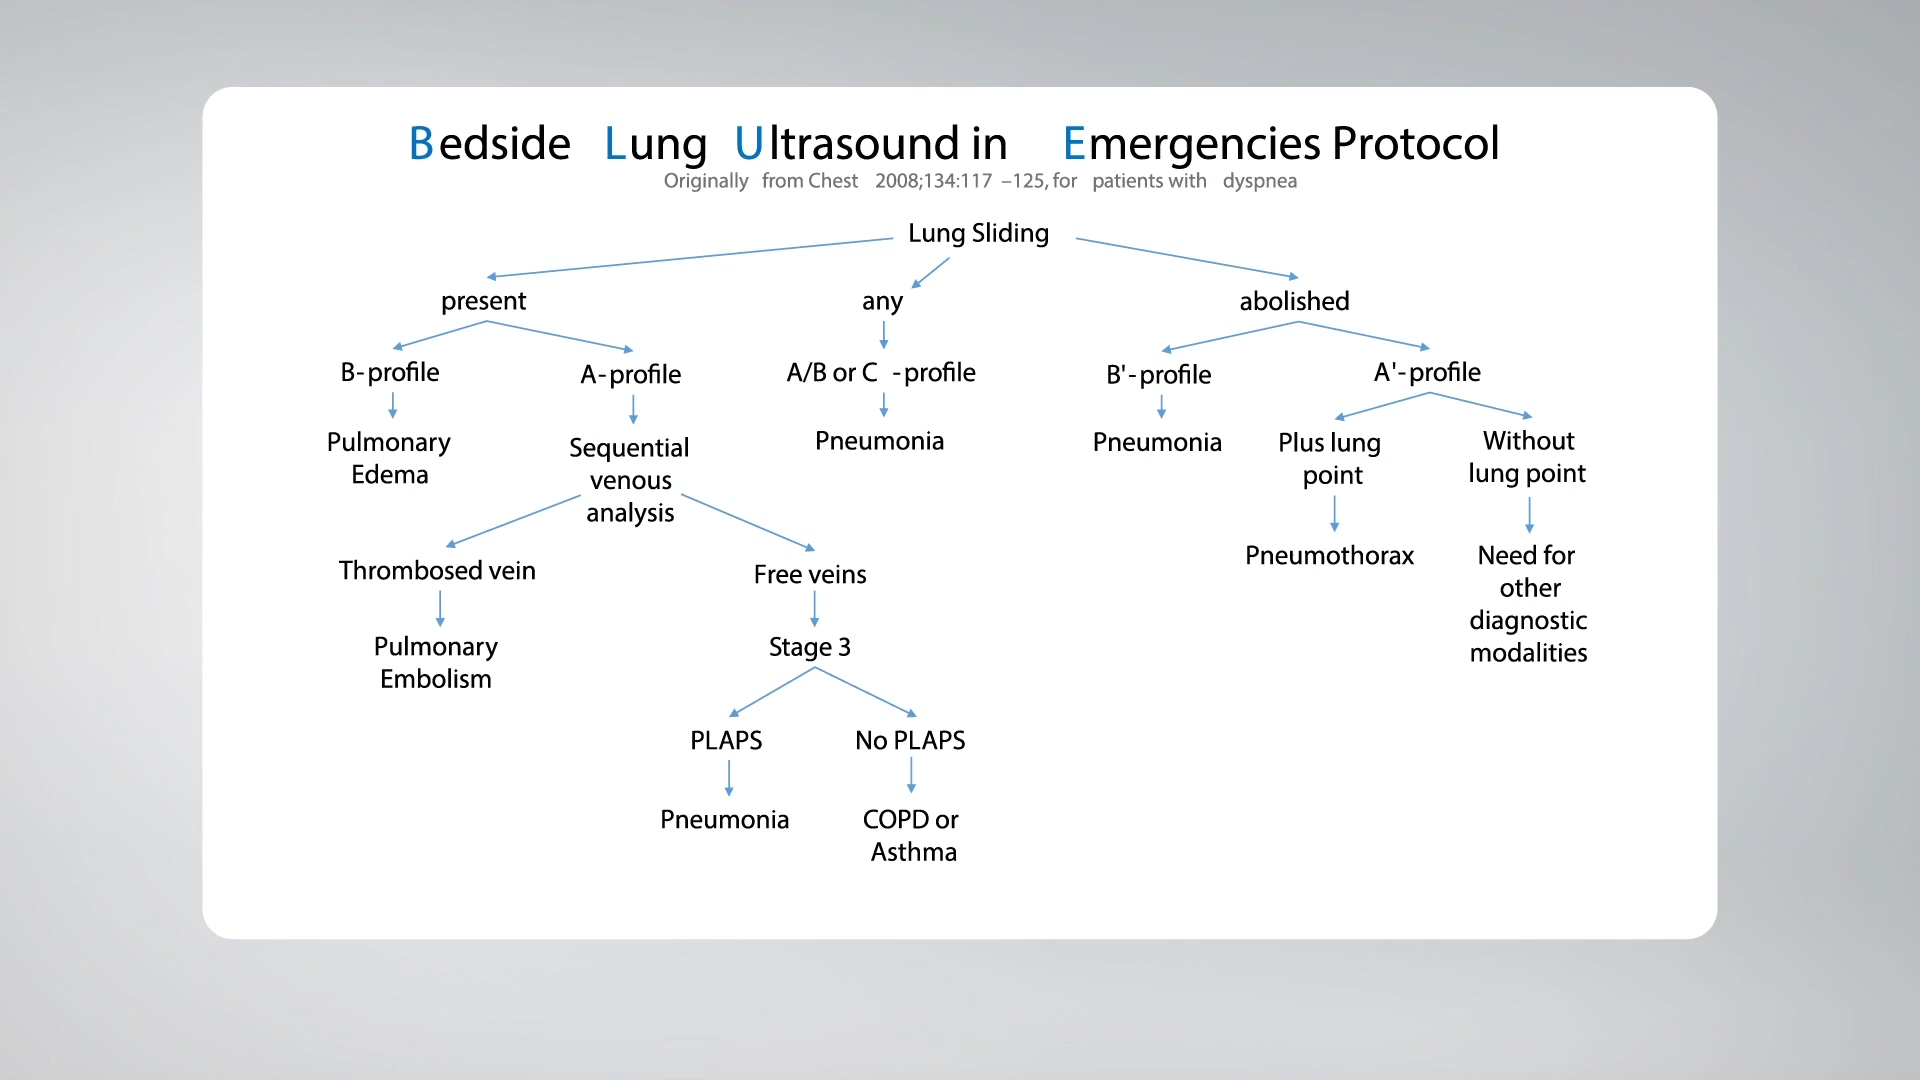 Bedside Lung Ultrasound in Emergencies Protocol
Originally from Chest 2008;134:117 –125, for patients with dyspnea
Lung Sliding
present
any
abolished
B-profile
A-profile
A/B or C -profile
B'-profile
A'-profile
Pulmonary
Edema
Sequential
venous
analysis
Pneumonia
Pneumonia
Plus lung
point
Without
lung point
Thrombosed vein
Free veins
Pneumothorax
Need for
other
diagnostic
modalities
Pulmonary
Embolism
Stage 3
PLAPS
No PLAPS
Pneumonia
COPD or
Asthma